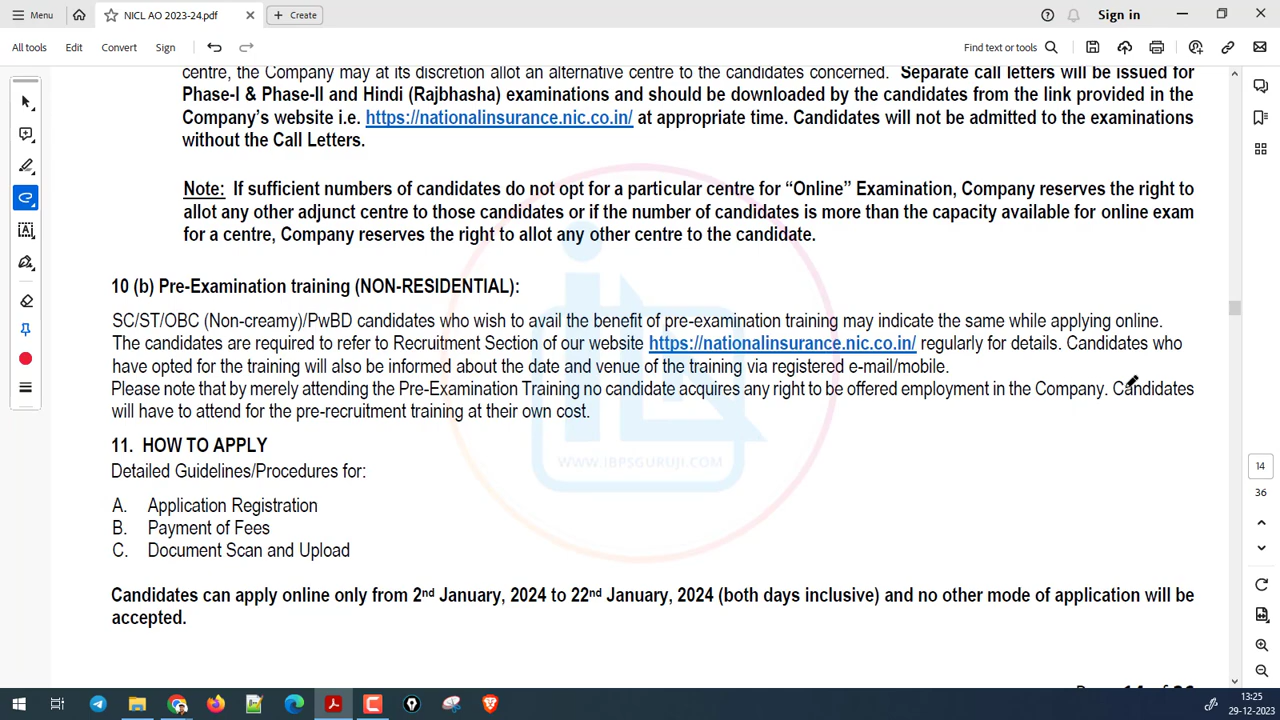 Menu
NICL AO 2023-24.pdf
Create
Sign in
All tools
Edit
Convert
Sign
Find text or tools
centre, the Company may at its discretion allot an alternative centre to the candidates concerned. Separate call letters will be issued for
Phase-I & Phase-II and Hindi (Rajbhasha) examinations and should be downloaded by the candidates from the link provided in the
Company's website i.e. https://nationalinsurance.nic.co.in/ at appropriate time. Candidates will not be admitted to the examinations
without the Call Letters.
Note: If sufficient numbers of candidates do not opt for a particular centre for “Online” Examination, Company reserves the right to
allot any other adjunct centre to those candidates or if the number of candidates is more than the capacity available for online exam
for a centre, Company reserves the right to allot any other centre to the candidate.
10 (b) Pre-Examination training (NON-RESIDENTIAL):
SC/ST/OBC (Non-creamy)/PwBD candidates who wish to avail the benefit of pre-examination training may indicate the same while applying online.
The candidates are required to refer to Recruitment Section of our website https://nationalinsurance.nic.co.in/ regularly for details. Candidates who
have opted for the training will also be informed about the date and venue of the training via registered e-mail/mobile.
Please note that by merely attending the Pre-Examination Training no candidate acquires any right to be offered employment in the Company. Candidates
will have to attend for the pre-recruitment training at their own cost.
11. HOW TO APPLY
WWW.IBPSGURUJI.COM
Detailed Guidelines/Procedures for:
14
36
A. Application Registration
B. Payment of Fees
C. Document Scan and Upload
Candidates can apply online only from 2nd January, 2024 to 22nd January, 2024 (both days inclusive) and no other mode of application will be
accepted.
13:25
29-12-2023